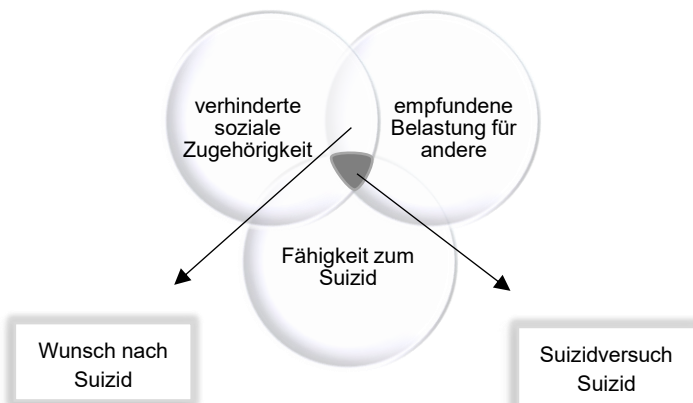 verhinderte
soziale
Zugehörigkeit
empfundene
Belastung für
andere
Fähigkeit zum
Suizid
Wunsch nach
Suizid
Suizidversuch
Suizid